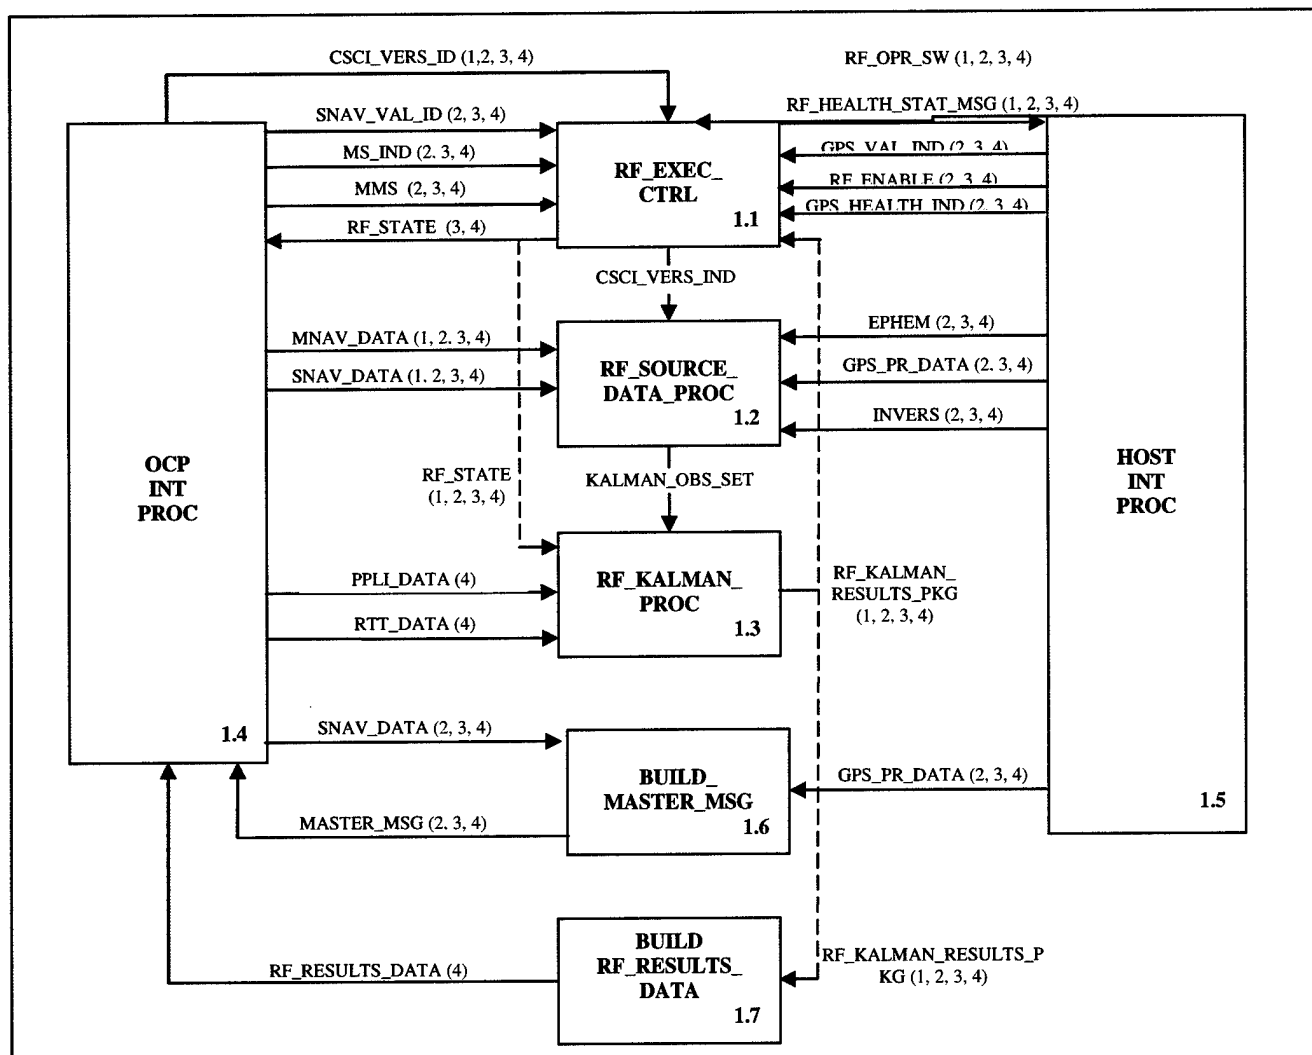 CSCI_VERS_ID (1,2, 3, 4)
RF_OPR_SW (1, 2, 3, 4)
SNAV_VAL_ID (2, 3, 4)
RF_HEALTH_STAT_MSG (1, 2, 3, 4)
MS_IND (2. 3, 4)
GPS_VAL_IND (2, 3, 4)
MMS (2, 3, 4)
RF_ENABLE (2, 3, 4)
RF_STATE (3, 4)
GPS_HEALTH_IND (2, 3, 4)
RF_EXEC_
CTRL
1.1
CSCI_VERS_IND
MNAV_DATA (1, 2. 3, 4)
SNAV_DATA (1, 2, 3, 4)
RF_SOURCE_
DATA_PROC
1.2
EPHEM (2, 3, 4)
GPS_PR_DATA (2, 3, 4)
INVERS (2, 3, 4)
OCP
INT
PROC
1.4
RF_STATE
(1, 2, 3, 4)
KALMAN_OBS_SET
HOST
INT
PROC
1.5
PPLI_DATA (4)
RTT_DATA (4)
RF_KALMAN_
PROC
1.3
RF_KALMAN_
RESULTS_PKG
(1, 2, 3, 4)
SNAV_DATA (2, 3, 4)
MASTER_MSG (2, 3, 4)
BUILD_
MASTER_MSG
1.6
GPS_PR_DATA (2, 3, 4)
RF_RESULTS_DATA (4)
BUILD
RF_RESULTS_
DATA
1.7
RF_KALMAN_RESULTS_P
KG (1, 2, 3, 4)